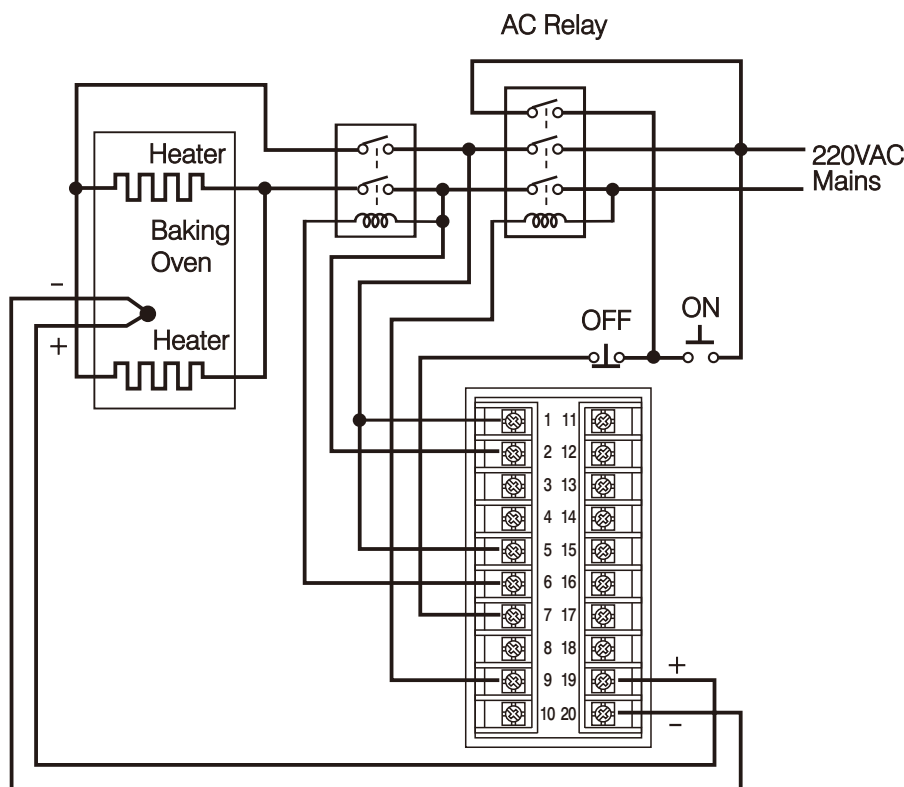 AC Relay
220VAC
Mains
Heater
Baking
Oven
-
+
Heater
OFF
ON
1 11
2 12
3 13
4 14
5 15
6 16
7 17
8 18
9 19
10 20
+
-